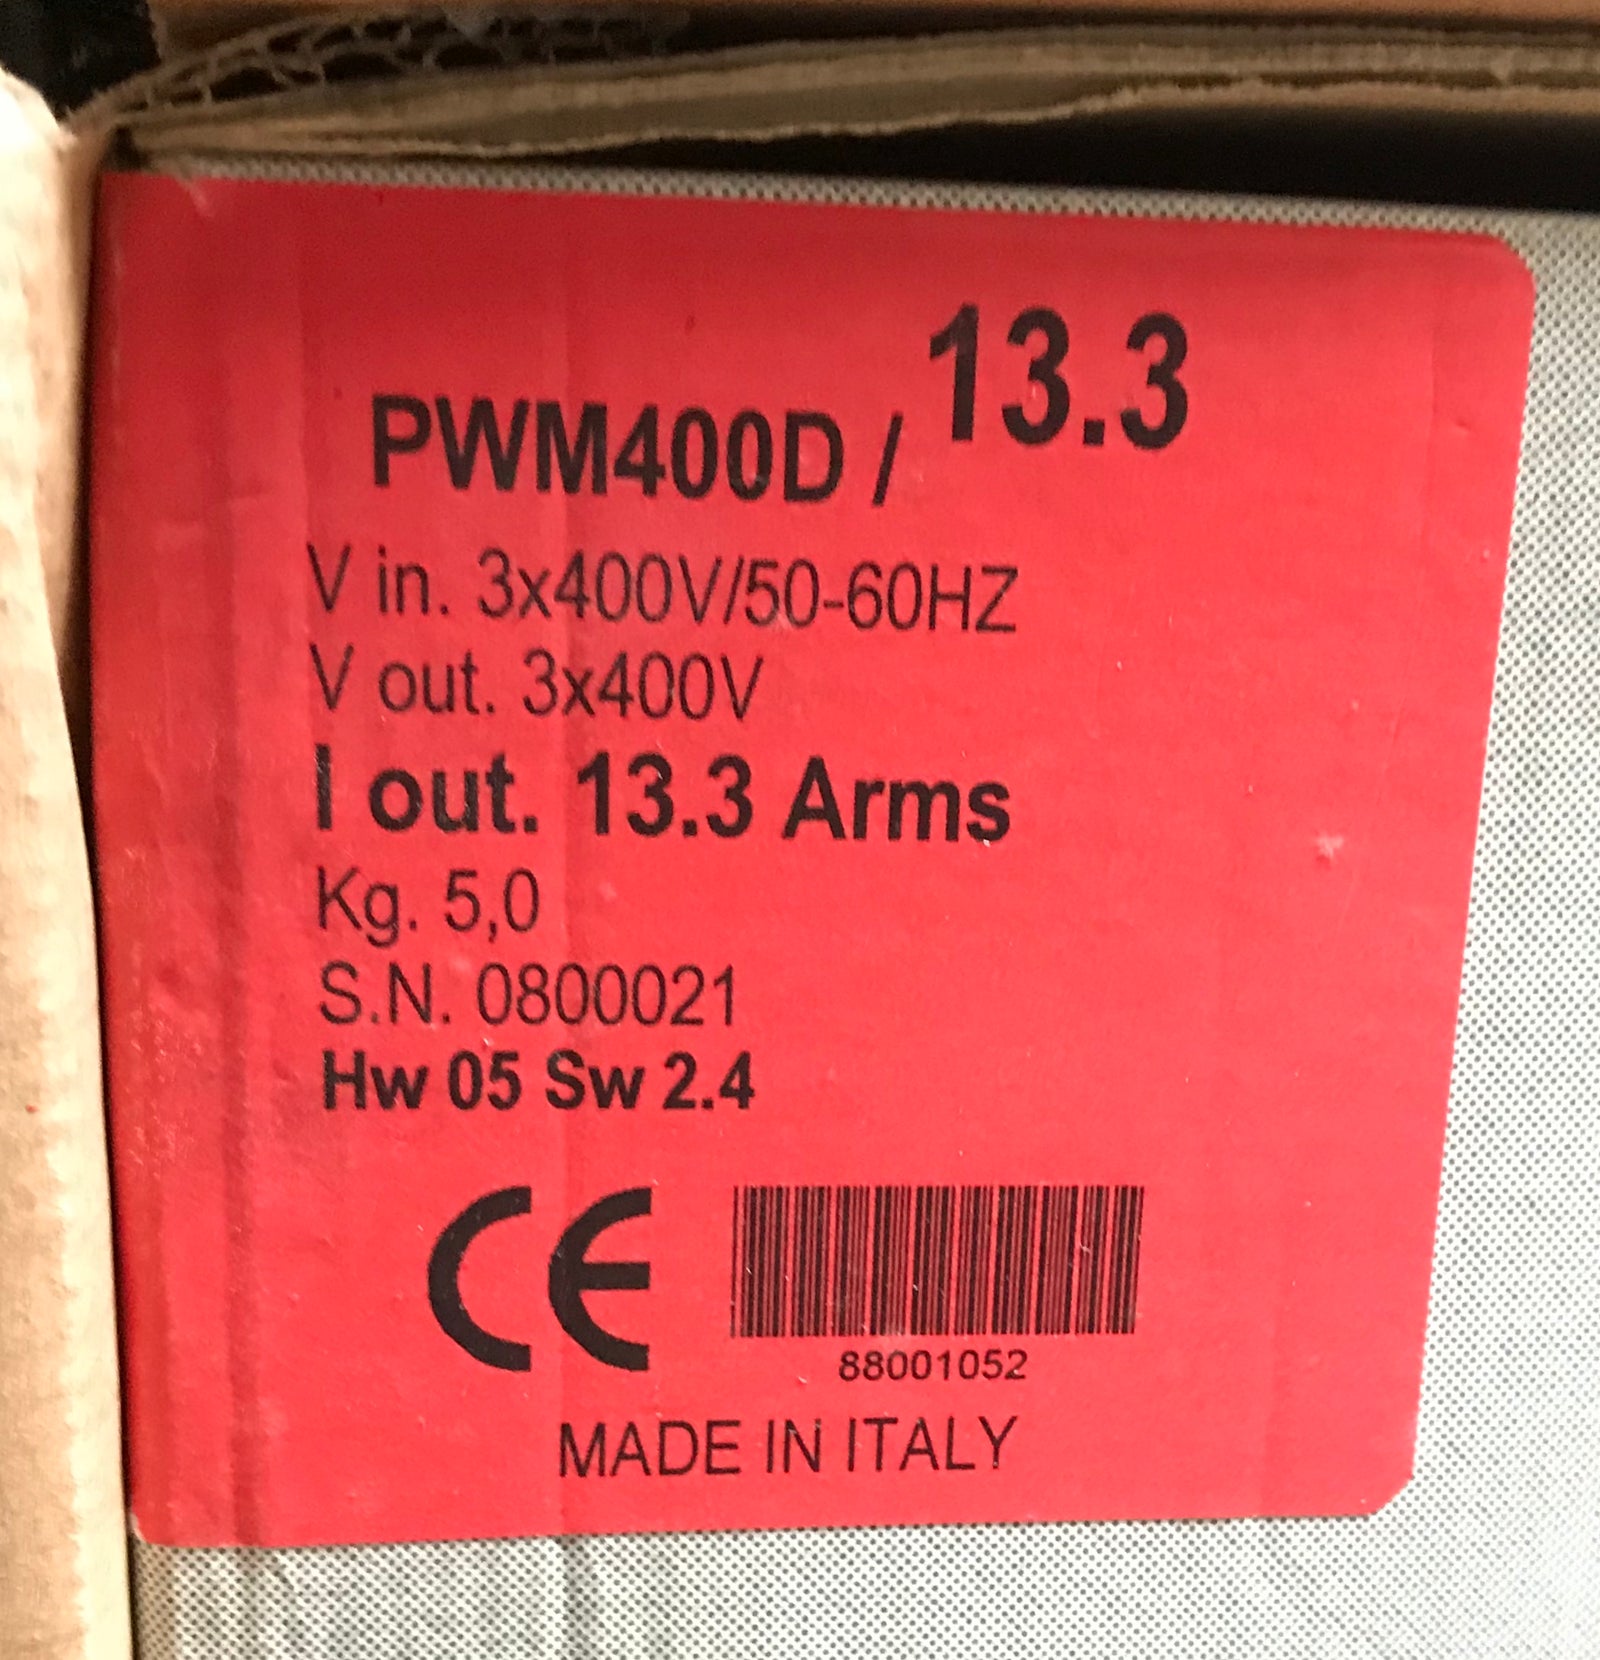 PWM400D / 13.3
V in. 3x400V/50-60HZ
V out. 3x400V
I out. 13.3 Arms
Kg. 5,0
S.N. 0800021
Hw 05 Sw 2.4
CE
88001052
MADE IN ITALY